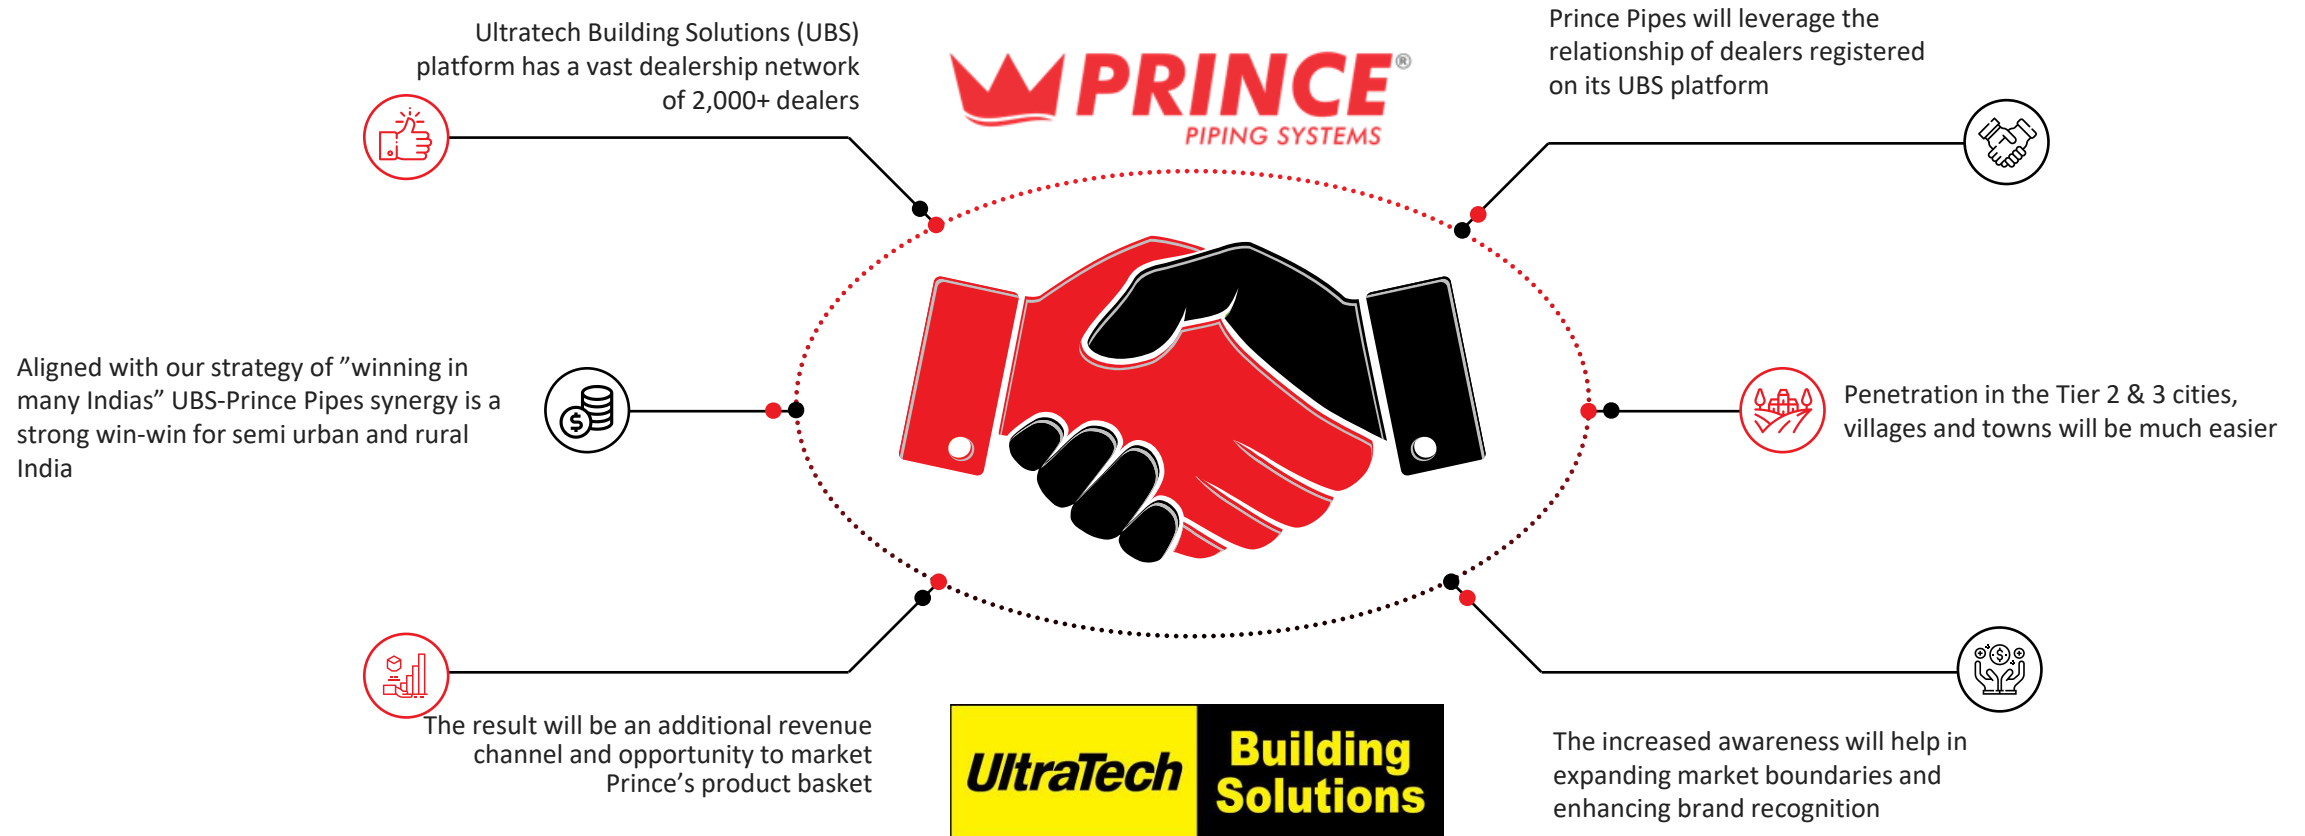 Ultratech Building Solutions (UBS)
platform has a vast dealership network
of 2,000+ dealers
PRINCE®
PIPING SYSTEMS
Prince Pipes will leverage the
relationship of dealers registered
on its UBS platform
Aligned with our strategy of ”winning in
many Indias” UBS-Prince Pipes synergy is a
strong win-win for semi urban and rural
India
Penetration in the Tier 2 & 3 cities,
villages and towns will be much easier
The result will be an additional revenue
channel and opportunity to market
Prince’s product basket
UltraTech
Building
Solutions
The increased awareness will help in
expanding market boundaries and
enhancing brand recognition